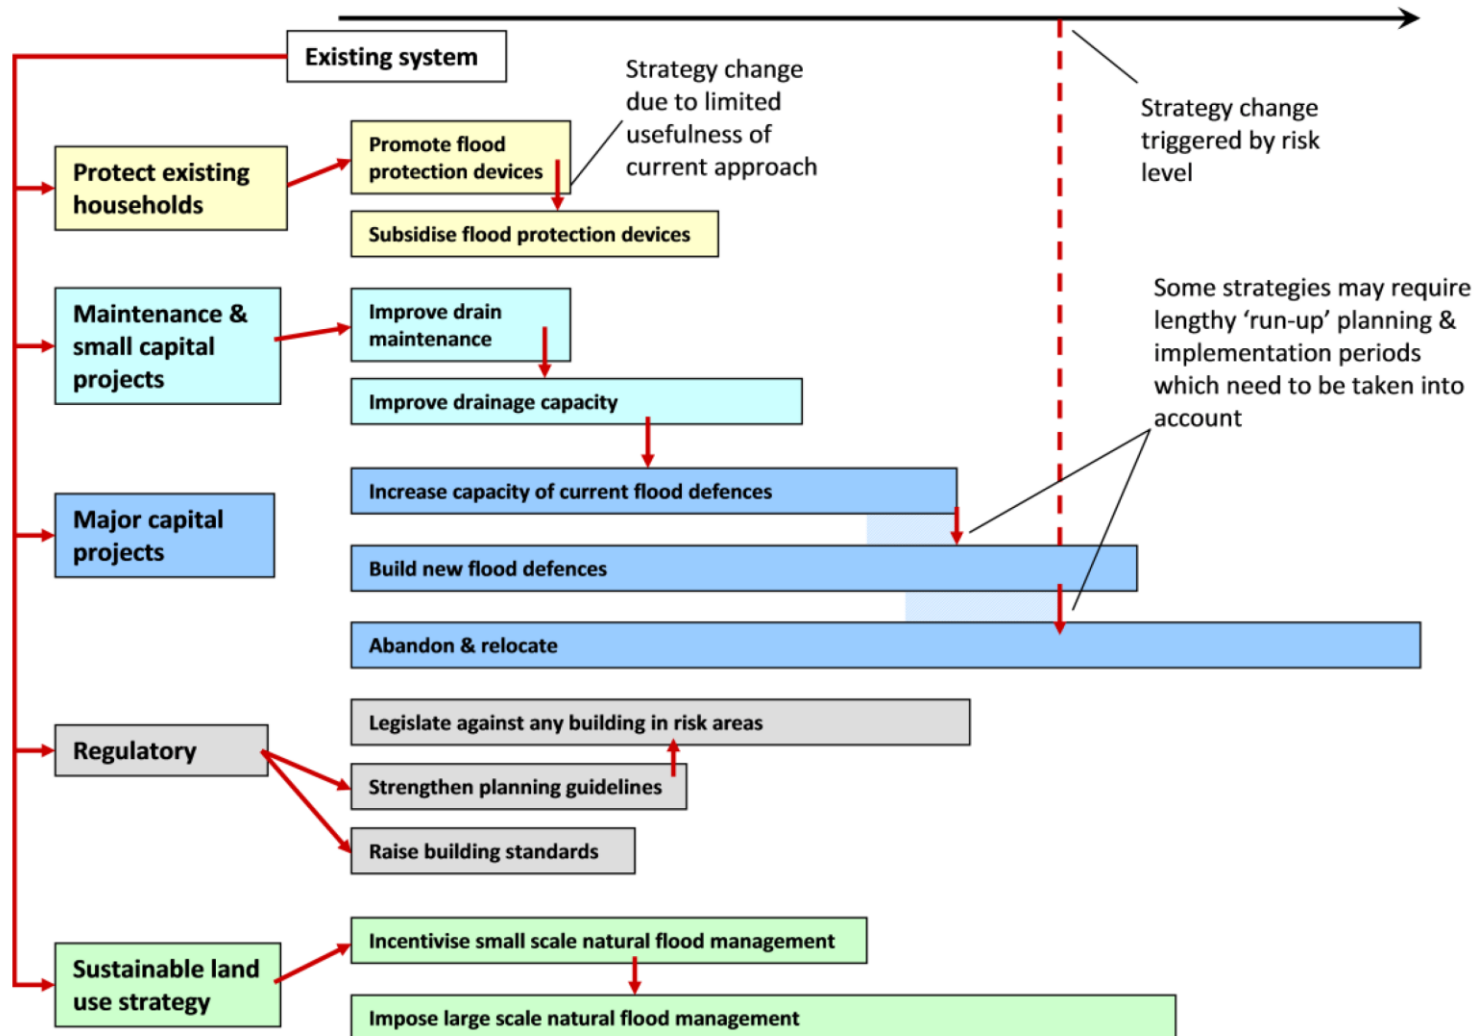 Existing system
Strategy change
due to limited
usefulness of
current approach
Strategy change
triggered by risk
level
Protect existing
households
Promote flood
protection devices
Subsidise flood protection devices
Maintenance &
small capital
projects
Improve drain
maintenance
Improve drainage capacity
Some strategies may require
lengthy ‘run-up’ planning &
implementation periods
which need to be taken into
account
Major capital
projects
Increase capacity of current flood defences
Build new flood defences
Abandon & relocate
Regulatory
Legislate against any building in risk areas
Strengthen planning guidelines
Raise building standards
Sustainable land
use strategy
Incentivise small scale natural flood management
Impose large scale natural flood management